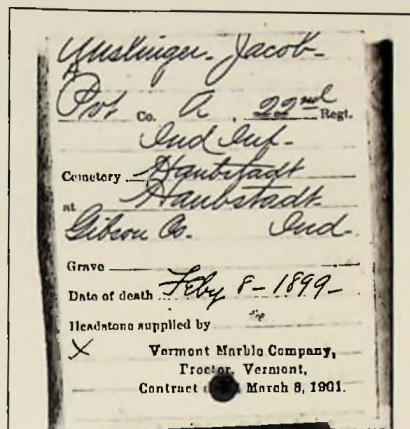 Jacob-
Pvt Co. A, 22nd Regt.
Ind Inf-
Cemetery Haubstadt
at Haubstadt
Gibson Co. Ind-
Grave
Date of death Feby 8-1899-
Headstone supplied by
X Vermont Marble Company,
Proctor, Vermont,
Contract March 8, 1901.